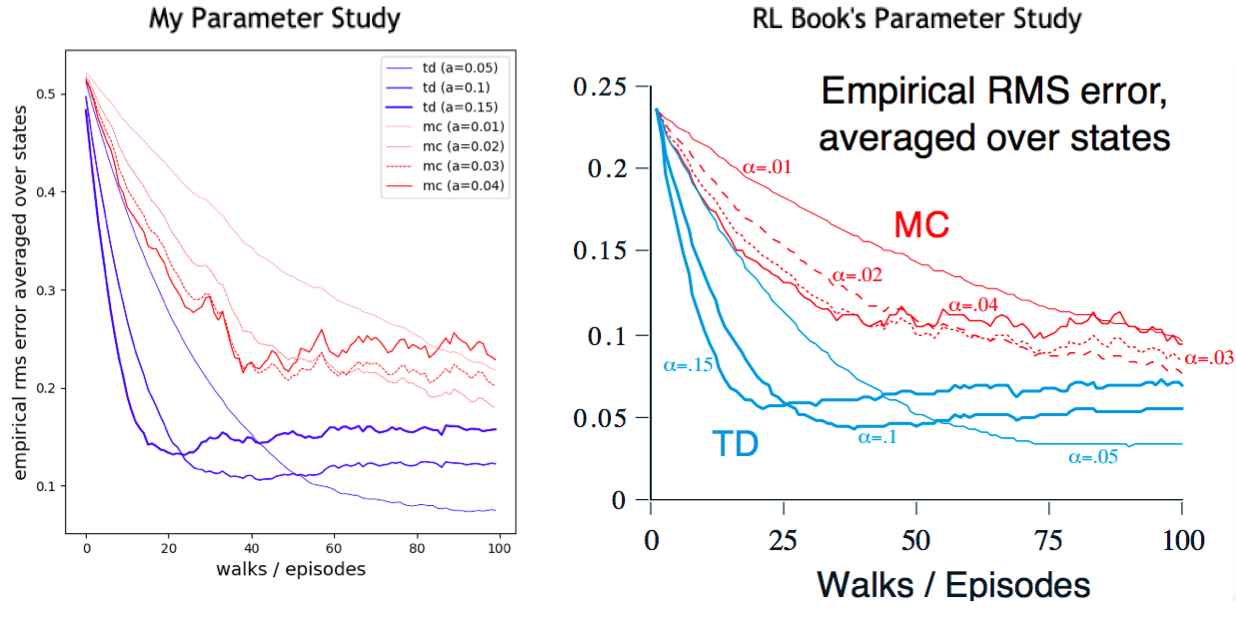 My Parameter Study
0.5
0.4
0.3
0.2
0.1
empirical rms error averaged over states
td (a=0.05)
td (a=0.1)
td (a=0.15)
mc (a=0.01)
mc (a=0.02)
mc (a=0.03)
mc (a=0.04)
0 20 40 60 80 100
walks / episodes
RL Book's Parameter Study
Empirical RMS error,
averaged over states
0.25
0.2
0.15
0.1
0.05
0
α=.01
MC
α=.02
α=.04
α=.03
α=.15
TD
α=.1
α=.05
0 25 50 75 100
Walks / Episodes